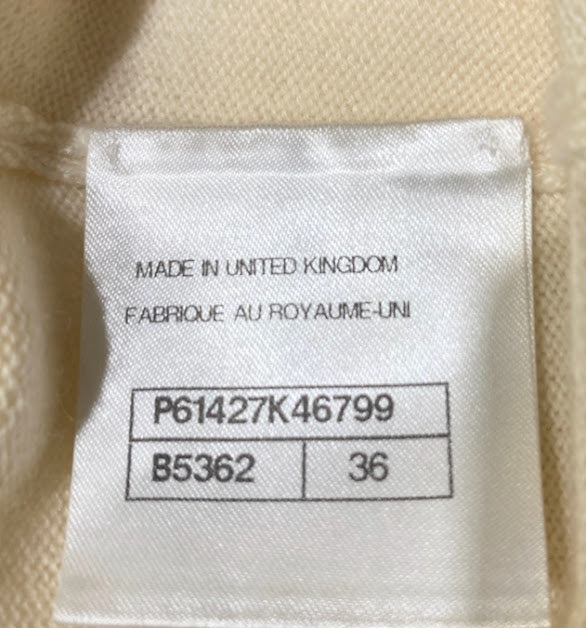 MADE IN UNITED KINGDOM
FABRIQUE AU ROYAUME-UNI
P61427K46799
B5362 36